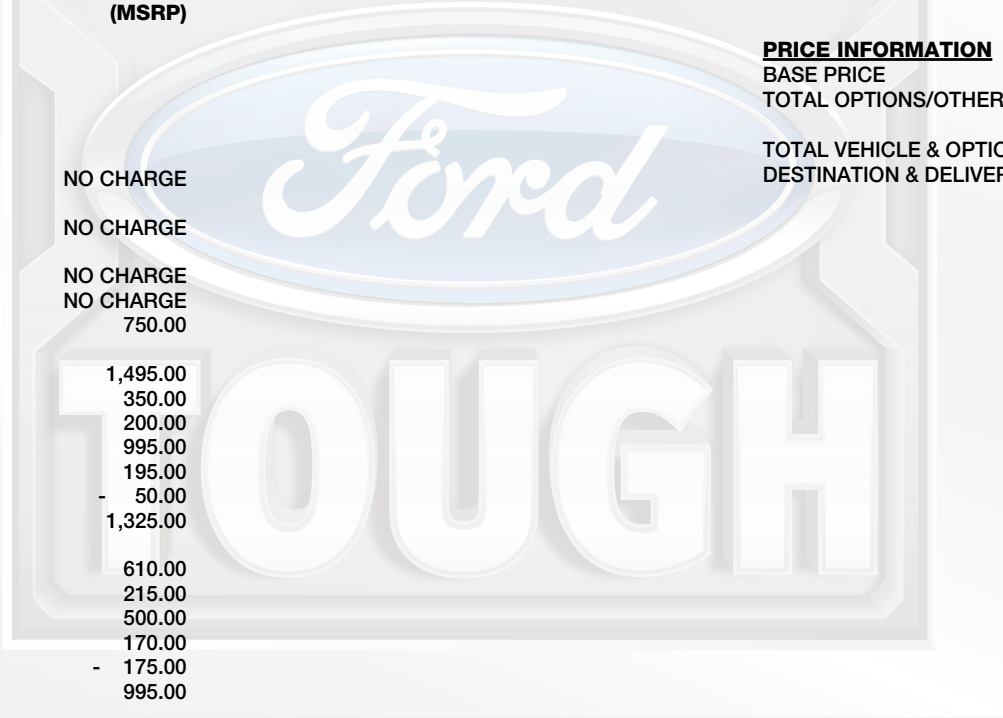 (MSRP)
NO CHARGE
NO CHARGE
NO CHARGE
NO CHARGE
750.00
1,495.00
350.00
200.00
995.00
195.00
- 50.00
1,325.00
610.00
215.00
500.00
170.00
- 175.00
995.00
PRICE INFORMATION
BASE PRICE
TOTAL OPTIONS/OTHER
TOTAL VEHICLE & OPTIO
DESTINATION & DELIVER
Ford
TOUGH